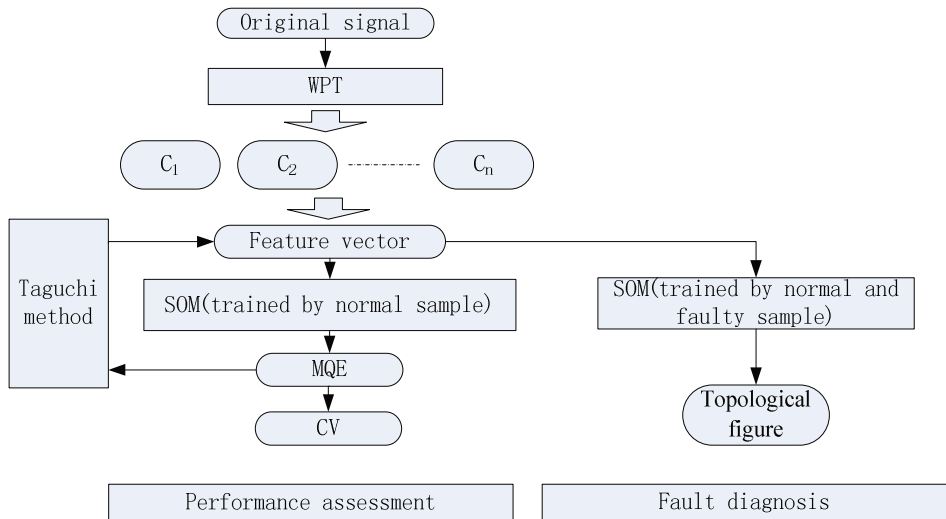 Original signal
WPT
C₁
C₂
Cₙ
Feature vector
Taguchi
method
SOM(trained by normal sample)
SOM(trained by normal and
faulty sample)
MQE
CV
Topological
figure
Performance assessment
Fault diagnosis